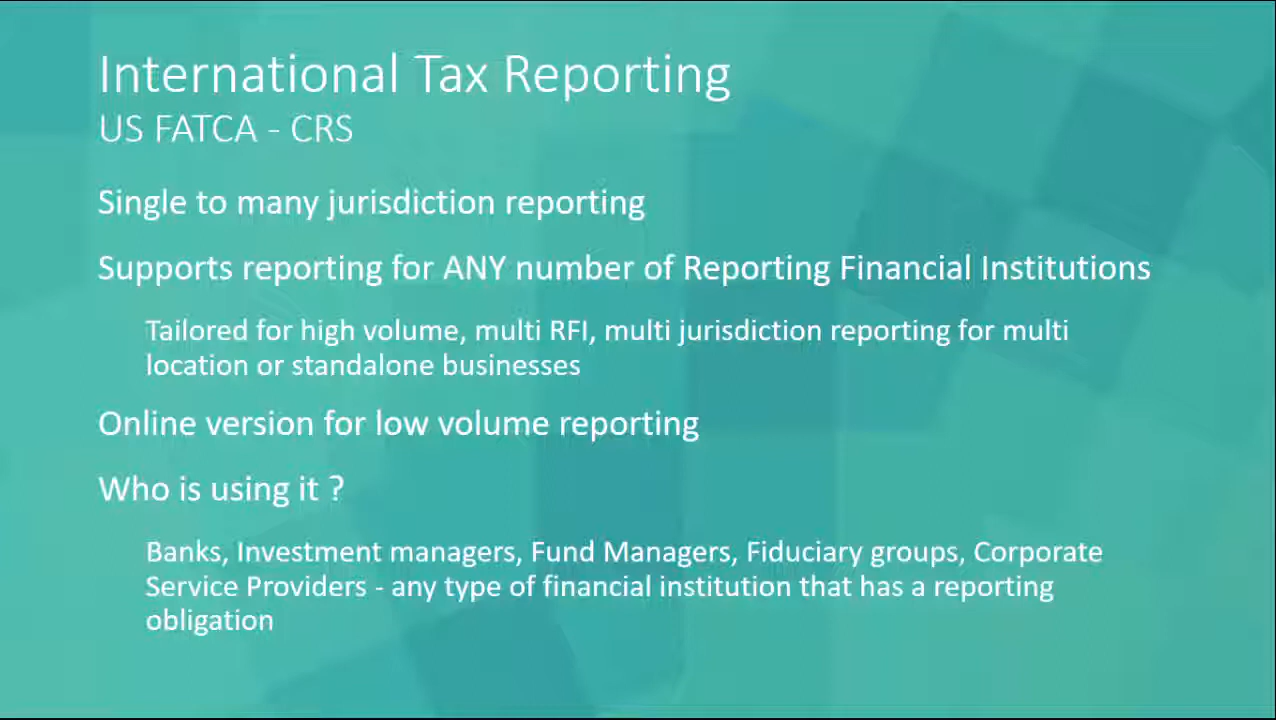 International Tax Reporting
US FATCA - CRS
Single to many jurisdiction reporting
Supports reporting for ANY number of Reporting Financial Institutions
Tailored for high volume, multi RFI, multi jurisdiction reporting for multi
location or standalone businesses
Online version for low volume reporting
Who is using it ?
Banks, Investment managers, Fund Managers, Fiduciary groups, Corporate
Service Providers - any type of financial institution that has a reporting
obligation